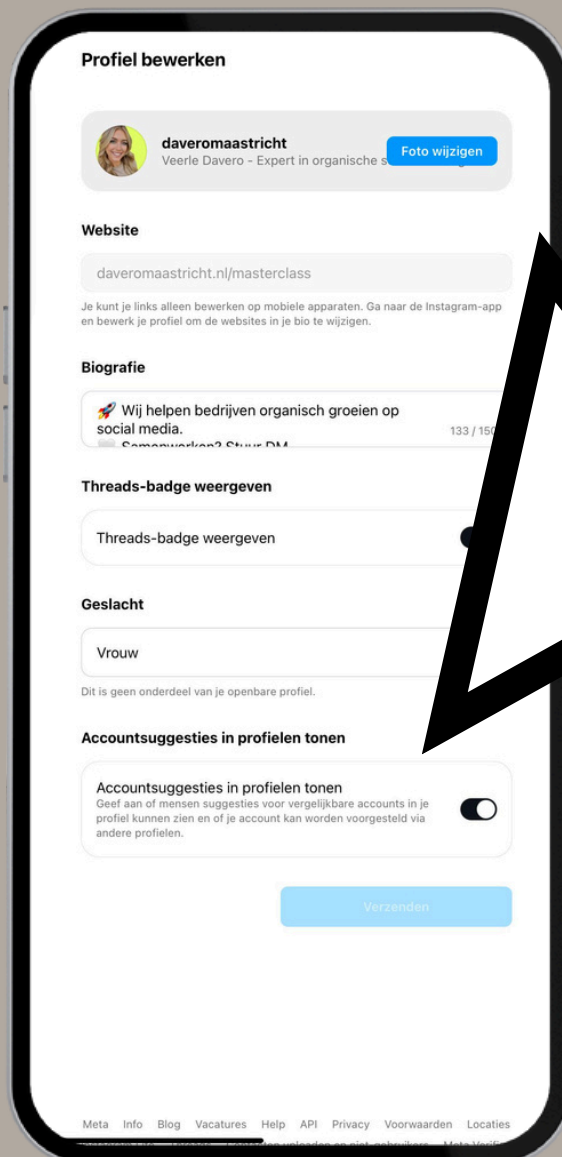 Profiel bewerken
daveromaastricht
Veerle Davero - Expert in organische
Foto wijzigen
Website
daveromaastricht.nl/masterclass
Je kunt je links alleen bewerken op mobiele apparaten. Ga naar de Instagram-app
en bewerk je profiel om de websites in je bio te wijzigen.
Biografie
🚀 Wij helpen bedrijven organisch groeien op
social media.
133 / 150
Samenwerken? Stuur DM
Threads-badge weergeven
Threads-badge weergeven
Geslacht
Vrouw
Dit is geen onderdeel van je openbare profiel.
Accountsuggesties in profielen tonen
Accountsuggesties in profielen tonen
Geef aan of mensen suggesties voor vergelijkbare accounts in je
profiel kunnen zien en of je account kan worden voorgesteld via
andere profielen.
Verzenden
Meta Info Blog Vacatures Help API Privacy Voorwaarden Locaties